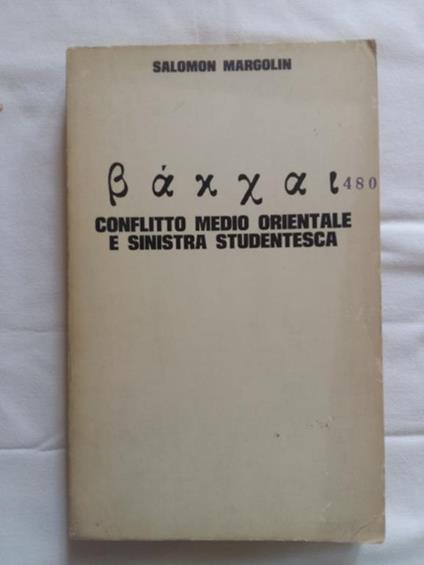 SALOMON MARGOLIN
βάκχαι 480
CONFLITTO MEDIO ORIENTALE
E SINISTRA STUDENTESCA